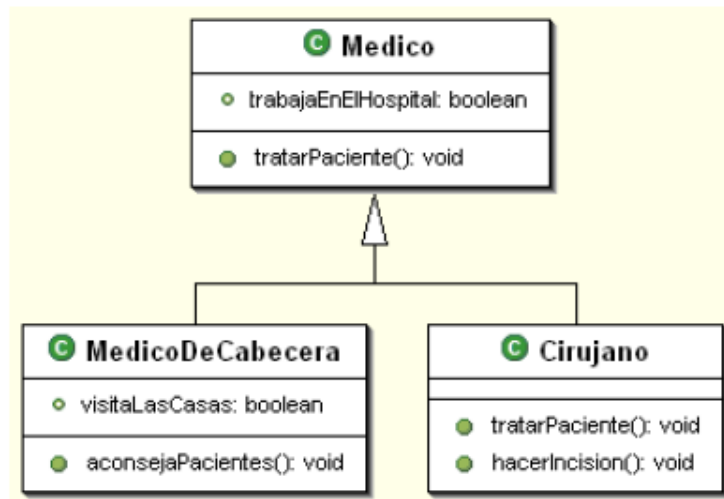 C Medico
trabajaEnElHospital: boolean
tratarPaciente(): void
C MedicoDeCabecera
visitaLasCasas: boolean
aconsejaPacientes(): void
C Cirujano
tratarPaciente(): void
hacerIncision(): void